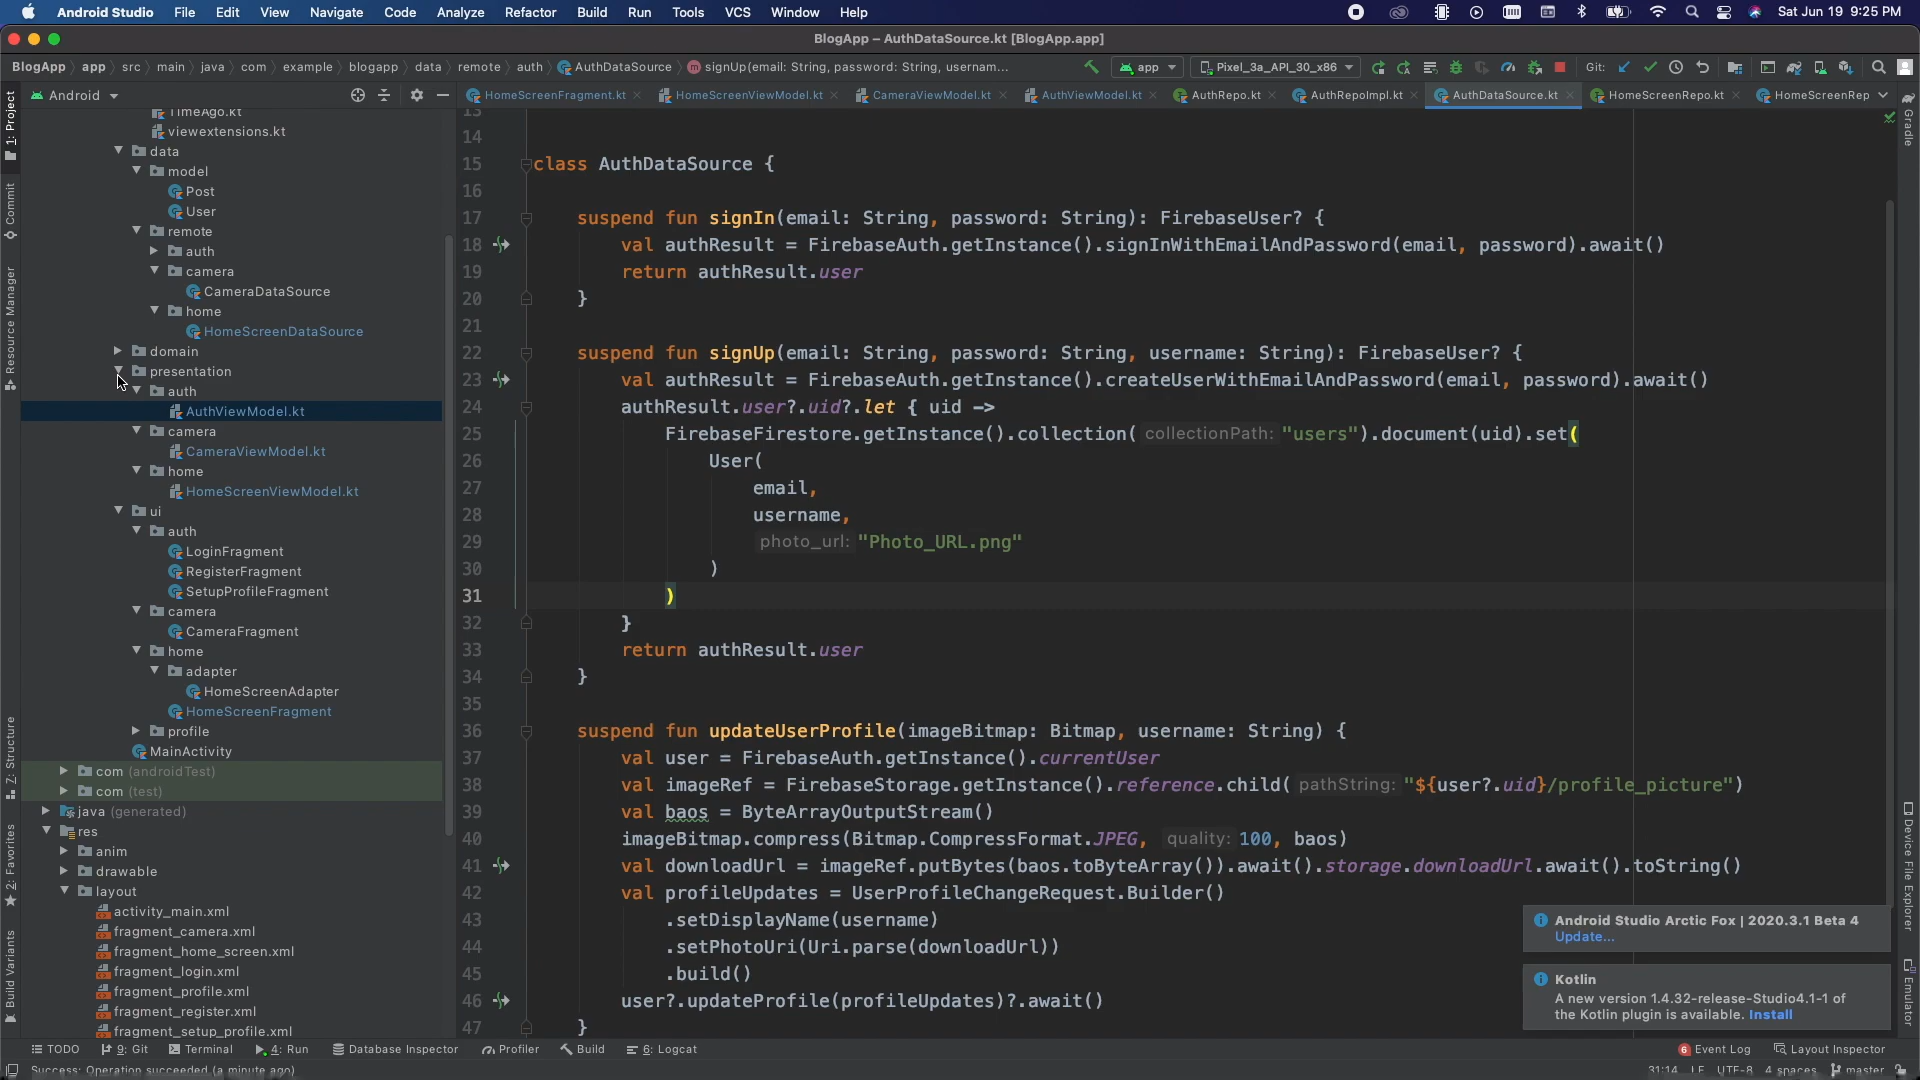 Android Studio File Edit View Navigate Code Analyze Refactor Build Run Tools VCS Window Help Sat Jun 19 9:25 PM
BlogApp – AuthDataSource.kt [BlogApp.app]
BlogApp app src main java com example blogapp data remote auth AuthDataSource signUp(email: String, password: String, usernam... app Pixel_3a_API_30_x86 Git:
Android HomeScreenFragment.kt HomeScreenViewModel.kt CameraViewModel.kt AuthViewModel.kt AuthRepo.kt AuthRepoImpl.kt AuthDataSource.kt HomeScreenRepo.kt HomeScreenRep
1: Project
Commit
Resource Manager
Z: Structure
2: Favorites
Build Variants
TimeAgo.kt
viewextensions.kt
data
model
Post
User
remote
auth
camera
CameraDataSource
home
HomeScreenDataSource
domain
presentation
auth
AuthViewModel.kt
camera
CameraViewModel.kt
home
HomeScreenViewModel.kt
ui
auth
LoginFragment
RegisterFragment
SetupProfileFragment
camera
CameraFragment
home
adapter
HomeScreenAdapter
HomeScreenFragment
profile
MainActivity
com (androidTest)
com (test)
java (generated)
res
anim
drawable
layout
activity_main.xml
fragment_camera.xml
fragment_home_screen.xml
fragment_login.xml
fragment_profile.xml
fragment_register.xml
fragment_setup_profile.xml
13
14
15 class AuthDataSource {
16
17 suspend fun signIn(email: String, password: String): FirebaseUser? {
18 val authResult = FirebaseAuth.getInstance().signInWithEmailAndPassword(email, password).await()
19 return authResult.user
20 }
21
22 suspend fun signUp(email: String, password: String, username: String): FirebaseUser? {
23 val authResult = FirebaseAuth.getInstance().createUserWithEmailAndPassword(email, password).await()
24 authResult.user?.uid?.let { uid ->
25 FirebaseFirestore.getInstance().collection( collectionPath: "users").document(uid).set(
26 User(
27 email,
28 username,
29 photo_url: "Photo_URL.png"
30 )
31 )
32 }
33 return authResult.user
34 }
35
36 suspend fun updateUserProfile(imageBitmap: Bitmap, username: String) {
37 val user = FirebaseAuth.getInstance().currentUser
38 val imageRef = FirebaseStorage.getInstance().reference.child( pathString: "${user?.uid}/profile_picture")
39 val baos = ByteArrayOutputStream()
40 imageBitmap.compress(Bitmap.CompressFormat.JPEG, quality: 100, baos)
41 val downloadUrl = imageRef.putBytes(baos.toByteArray()).await().storage.downloadUrl.await().toString()
42 val profileUpdates = UserProfileChangeRequest.Builder()
43 .setDisplayName(username)
44 .setPhotoUri(Uri.parse(downloadUrl))
45 .build()
46 user?.updateProfile(profileUpdates)?.await()
47 }
Android Studio Arctic Fox | 2020.3.1 Beta 4
Update...
Kotlin
A new version 1.4.32-release-Studio4.1-1 of
the Kotlin plugin is available. Install
Gradle
Device File Explorer
Emulator
TODO 9: Git Terminal 4: Run Database Inspector Profiler Build 6: Logcat 6 Event Log Layout Inspector
Success: Operation succeeded (a minute ago) 31:14 LF UTF-8 4 spaces master